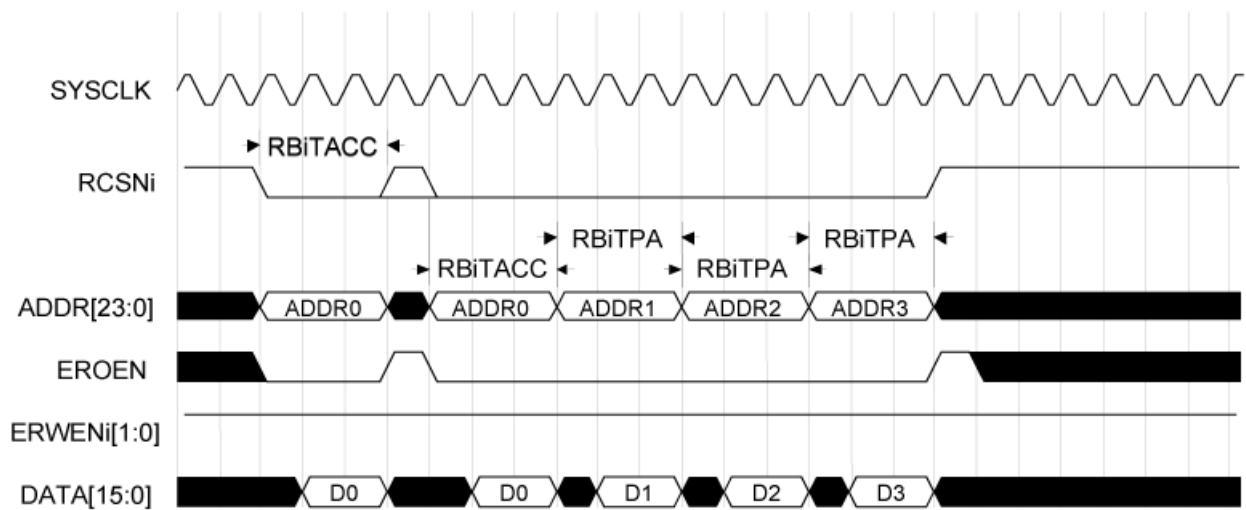 SYSCLK
RBiTACC
RCSNi
RBiTPA RBiTPA
RBiTACC RBiTPA
ADDR[23:0] ADDR0 ADDR0 ADDR1 ADDR2 ADDR3
EROEN
ERWENi[1:0]
DATA[15:0] D0 D0 D1 D2 D3